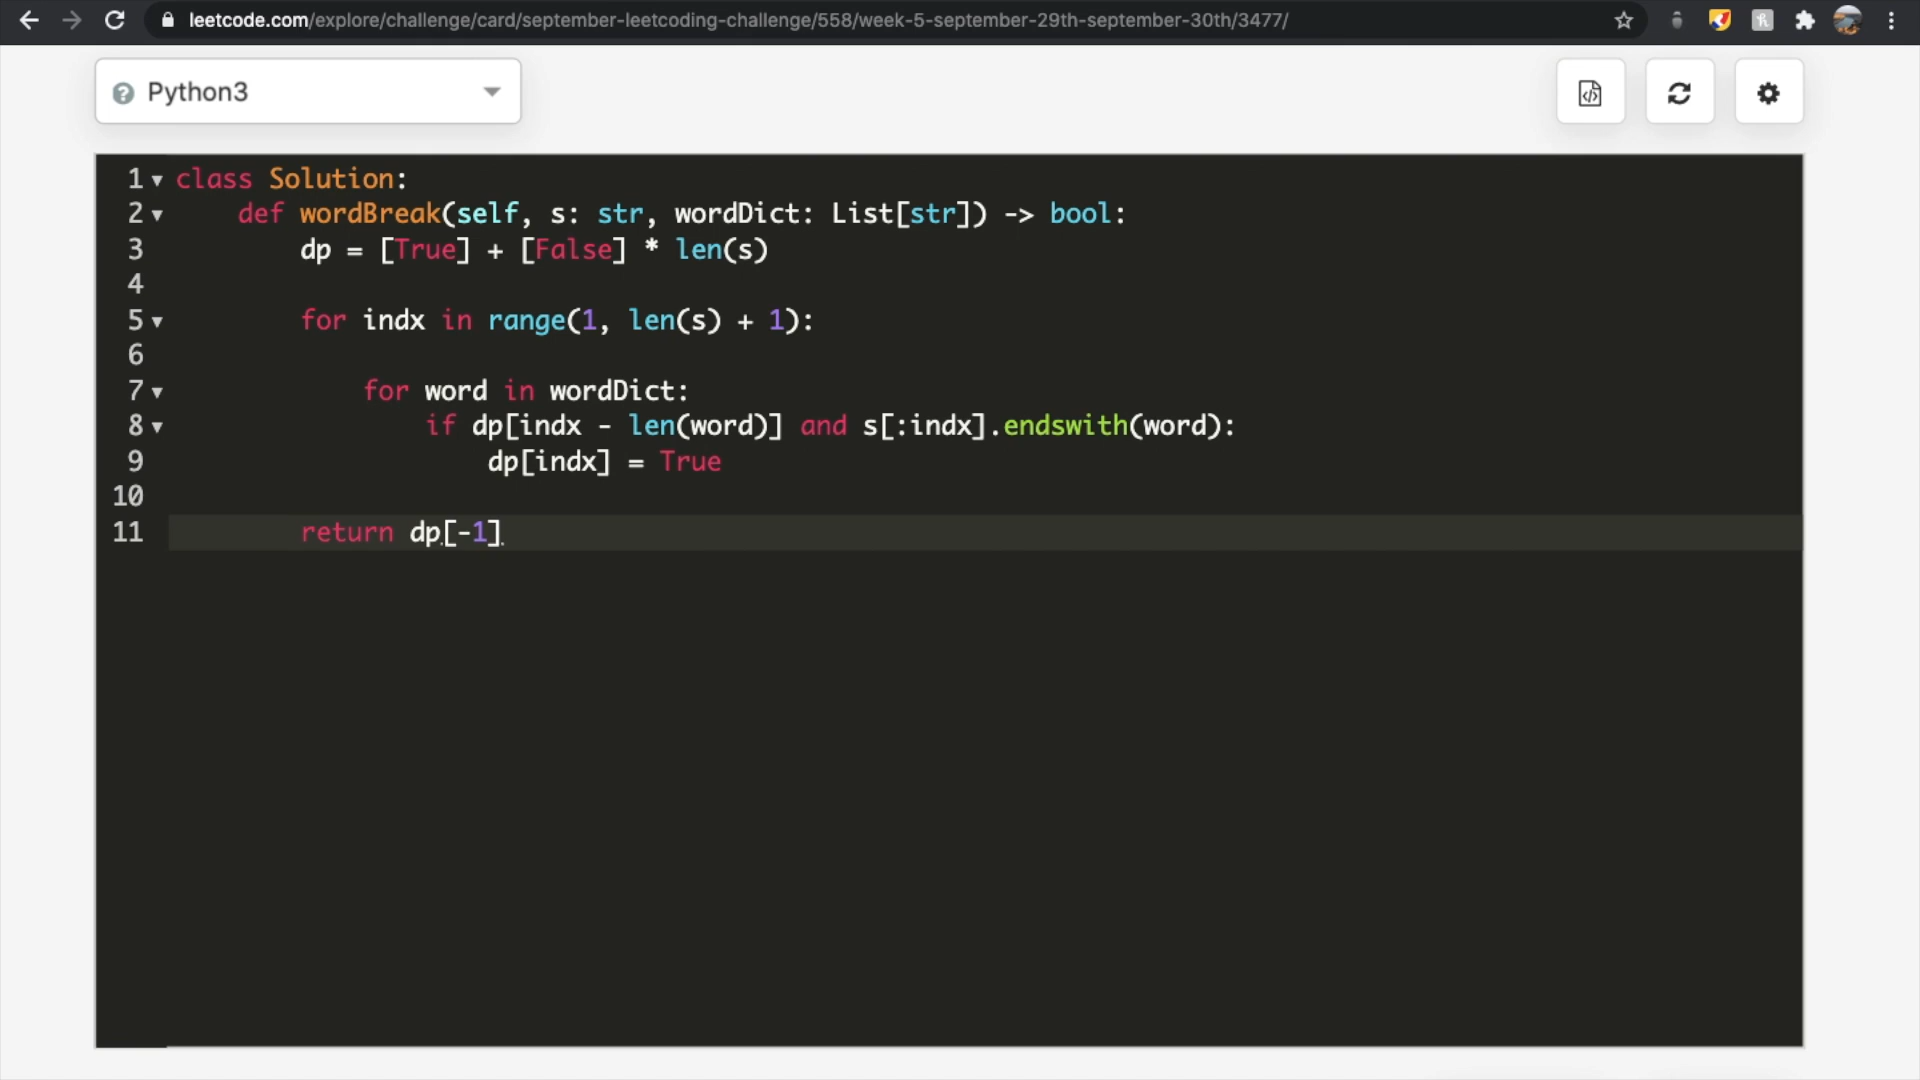 leetcode.com/explore/challenge/card/september-leetcoding-challenge/558/week-5-september-29th-september-30th/3477/
Python3
1 class Solution:
2     def wordBreak(self, s: str, wordDict: List[str]) -> bool:
3         dp = [True] + [False] * len(s)
4
5         for indx in range(1, len(s) + 1):
6
7             for word in wordDict:
8                 if dp[indx - len(word)] and s[:indx].endswith(word):
9                     dp[indx] = True
10
11         return dp[-1]